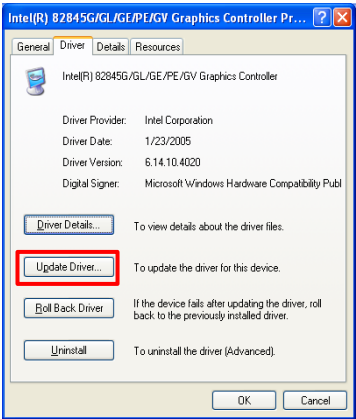 Intel(R) 82845G/GL/GE/PE/GV Graphics Controller Pr...
General Driver Details Resources
Intel(R) 82845G/GL/GE/PE/GV Graphics Controller
Driver Provider: Intel Corporation
Driver Date: 1/23/2005
Driver Version: 6.14.10.4020
Digital Signer: Microsoft Windows Hardware Compatibility Publ
Driver Details... To view details about the driver files.
Update Driver... To update the driver for this device.
Roll Back Driver If the device fails after updating the driver, roll
back to the previously installed driver.
Uninstall To uninstall the driver (Advanced).
OK Cancel